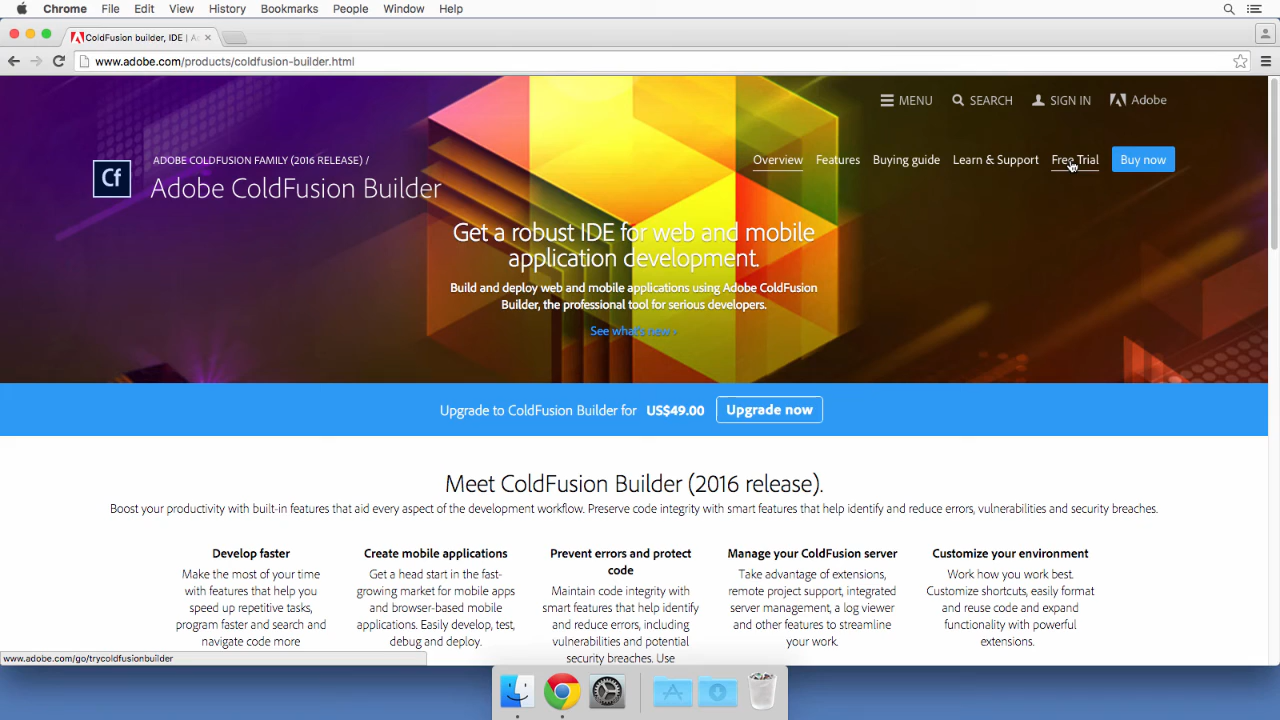 Chrome File Edit View History Bookmarks People Window Help
ColdFusion builder, IDE | A
www.adobe.com/products/coldfusion-builder.html
MENU SEARCH SIGN IN Adobe
ADOBE COLDFUSION FAMILY (2016 RELEASE) /
Cf Adobe ColdFusion Builder
Overview Features Buying guide Learn & Support Free Trial Buy now
Get a robust IDE for web and mobile
application development.
Build and deploy web and mobile applications using Adobe ColdFusion
Builder, the professional tool for serious developers.
See what's new ›
Upgrade to ColdFusion Builder for US$49.00 Upgrade now
Meet ColdFusion Builder (2016 release).
Boost your productivity with built-in features that aid every aspect of the development workflow. Preserve code integrity with smart features that help identify and reduce errors, vulnerabilities and security breaches.
Develop faster
Make the most of your time
with features that help you
speed up repetitive tasks,
program faster and search and
navigate code more
Create mobile applications
Get a head start in the fast-
growing market for mobile apps
and browser-based mobile
applications. Easily develop, test,
debug and deploy.
Prevent errors and protect
code
Maintain code integrity with
smart features that help identify
and reduce errors, including
vulnerabilities and potential
security breaches. Use
Manage your ColdFusion server
Take advantage of extensions,
remote project support, integrated
server management, a log viewer
and other features to streamline
your work.
Customize your environment
Work how you work best.
Customize shortcuts, easily format
and reuse code and expand
functionality with powerful
extensions.
www.adobe.com/go/trycoldfusionbuilder